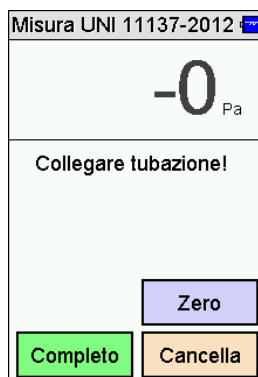 Misura UNI 11137-2012
-0 Pa
Collegare tubazione!
Zero
Completo Cancella